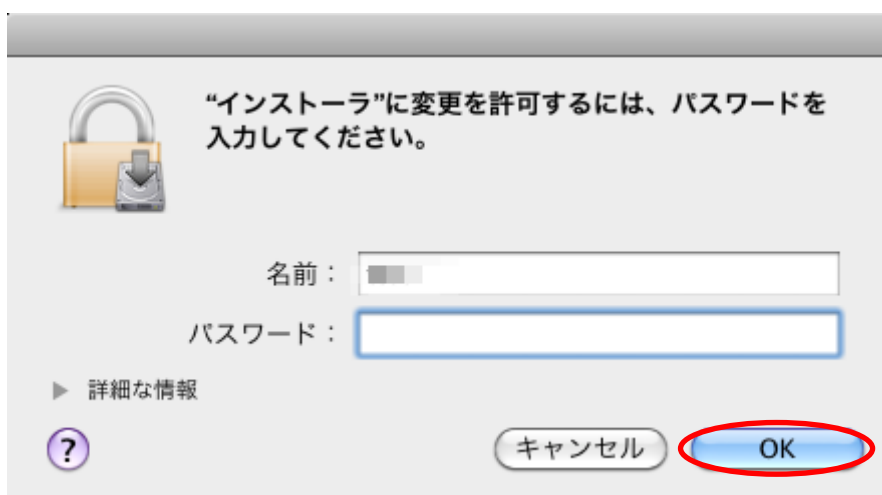 “インストーラ”に変更を許可するには、パスワードを
入力してください。
名前：
パスワード：
詳細な情報
?
キャンセル
OK